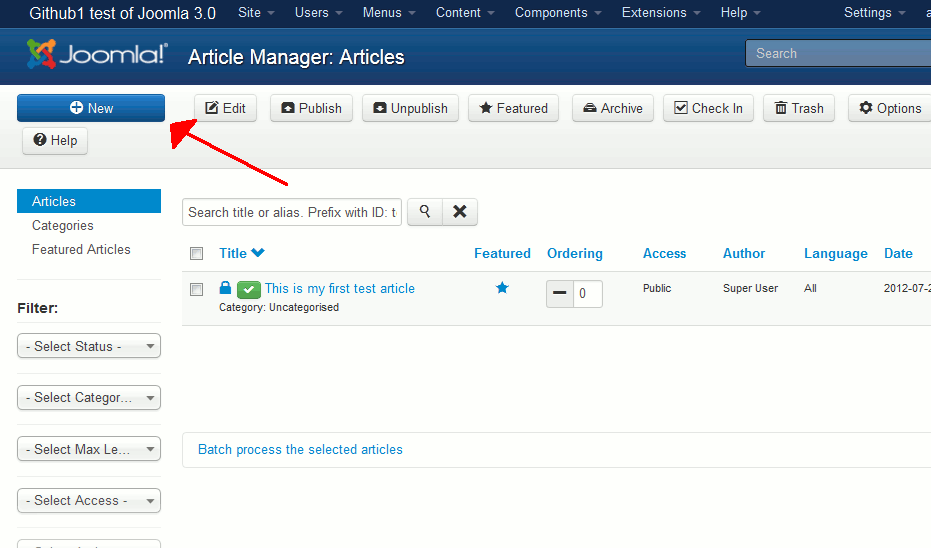 Github1 test of Joomla 3.0 Site Users Menus Content Components Extensions Help Settings
Joomla! Article Manager: Articles Search
New Edit Publish Unpublish Featured Archive Check In Trash Options
Help
Articles
Categories
Featured Articles
Filter:
- Select Status -
- Select Categor...
- Select Max Le...
- Select Access -
Search title or alias. Prefix with ID: t
Title Featured Ordering Access Author Language Date
This is my first test article 0 Public Super User All 2012-07-2
Category: Uncategorised
Batch process the selected articles